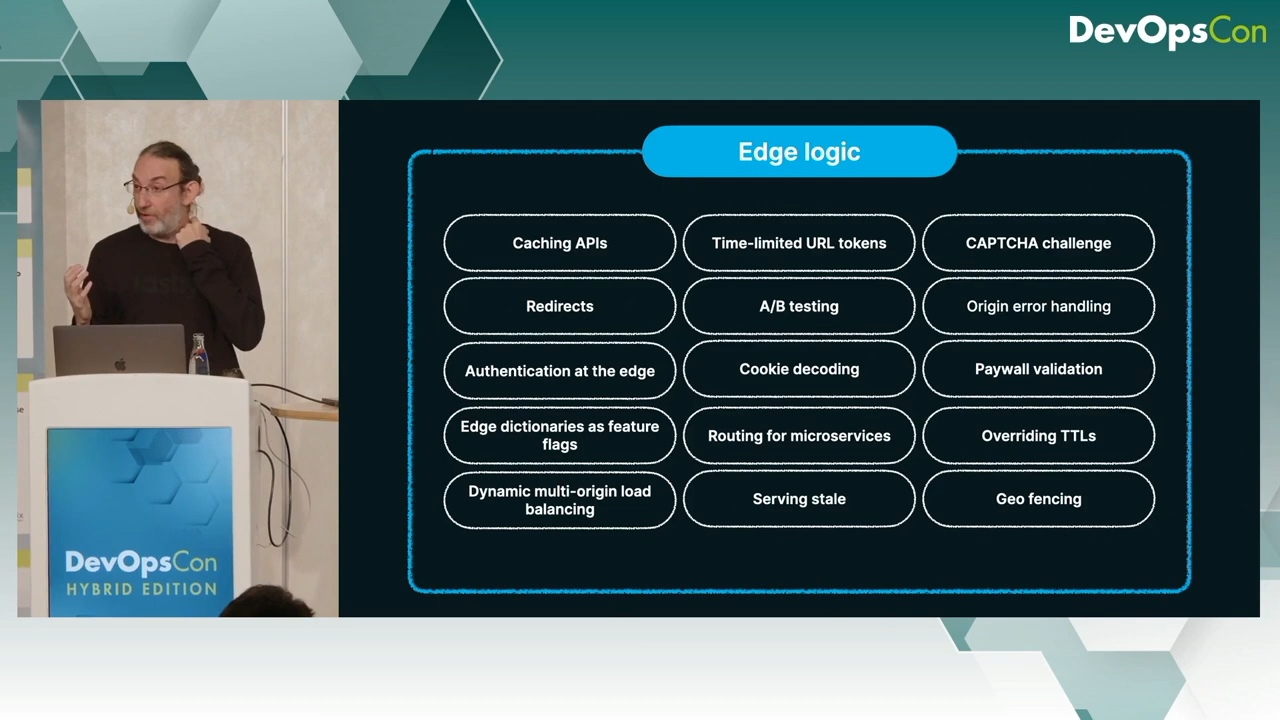 DevOpsCon
Edge logic
Caching APIs
Time-limited URL tokens
CAPTCHA challenge
Redirects
A/B testing
Origin error handling
Authentication at the edge
Cookie decoding
Paywall validation
Edge dictionaries as feature
flags
Routing for microservices
Overriding TTLs
Dynamic multi-origin load
balancing
Serving stale
Geo fencing
DevOpsCon
HYBRID EDITION